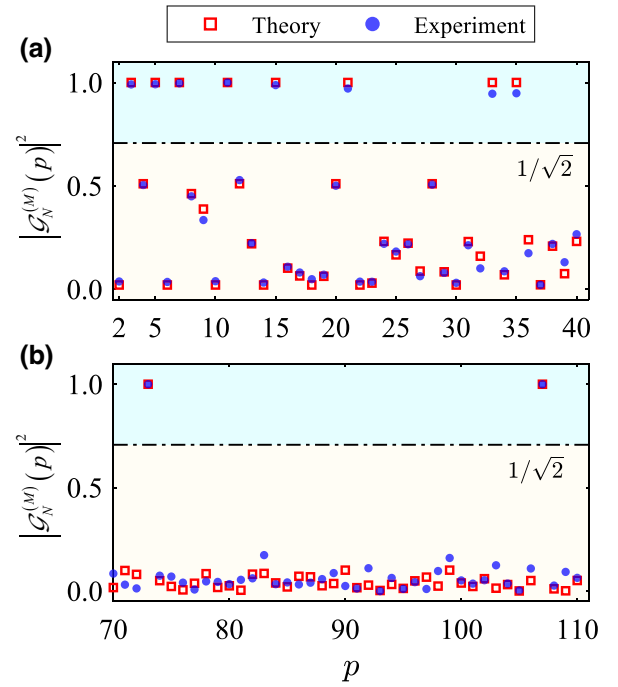 Theory Experiment
(a)
|𝒢_N^(M)(p)|²
1.0
0.5
0.0
1/√2
2 5 10 15 20 25 30 35 40
(b)
|𝒢_N^(M)(p)|²
1.0
0.5
0.0
1/√2
70 80 90 100 110
p